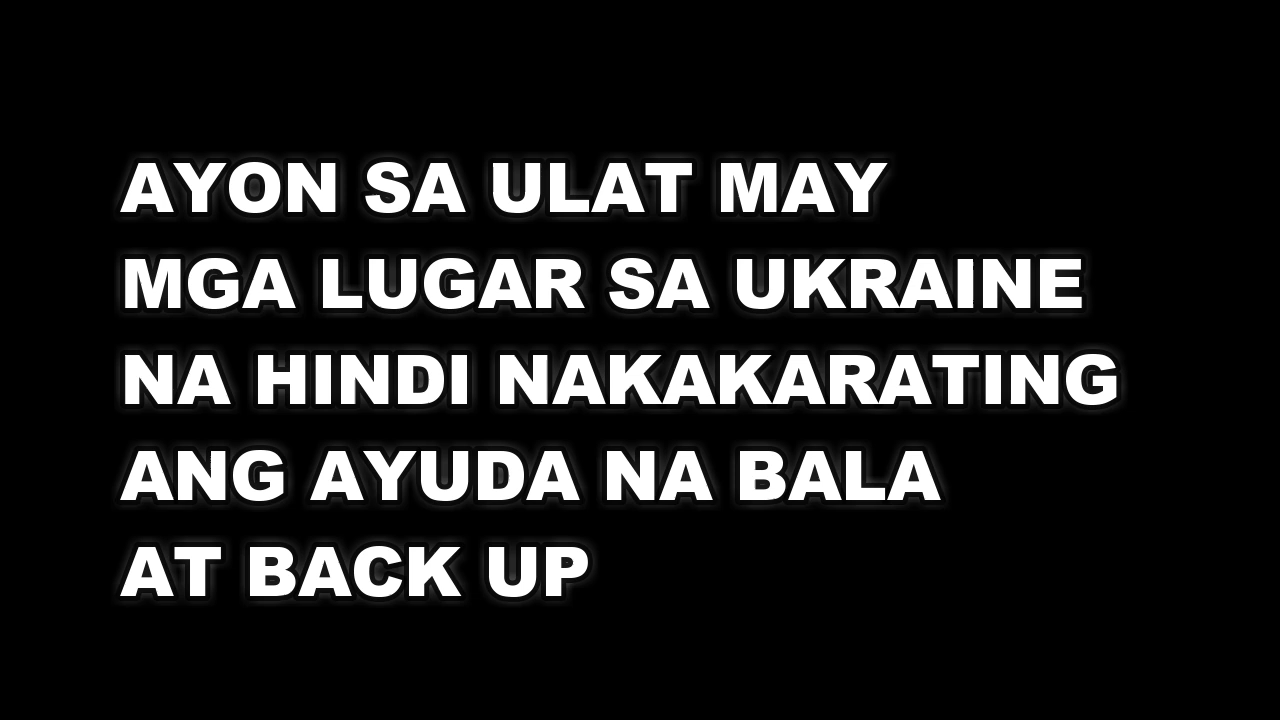 AYON SA ULAT MAY
MGA LUGAR SA UKRAINE
NA HINDI NAKAKARATING
ANG AYUDA NA BALA
AT BACK UP